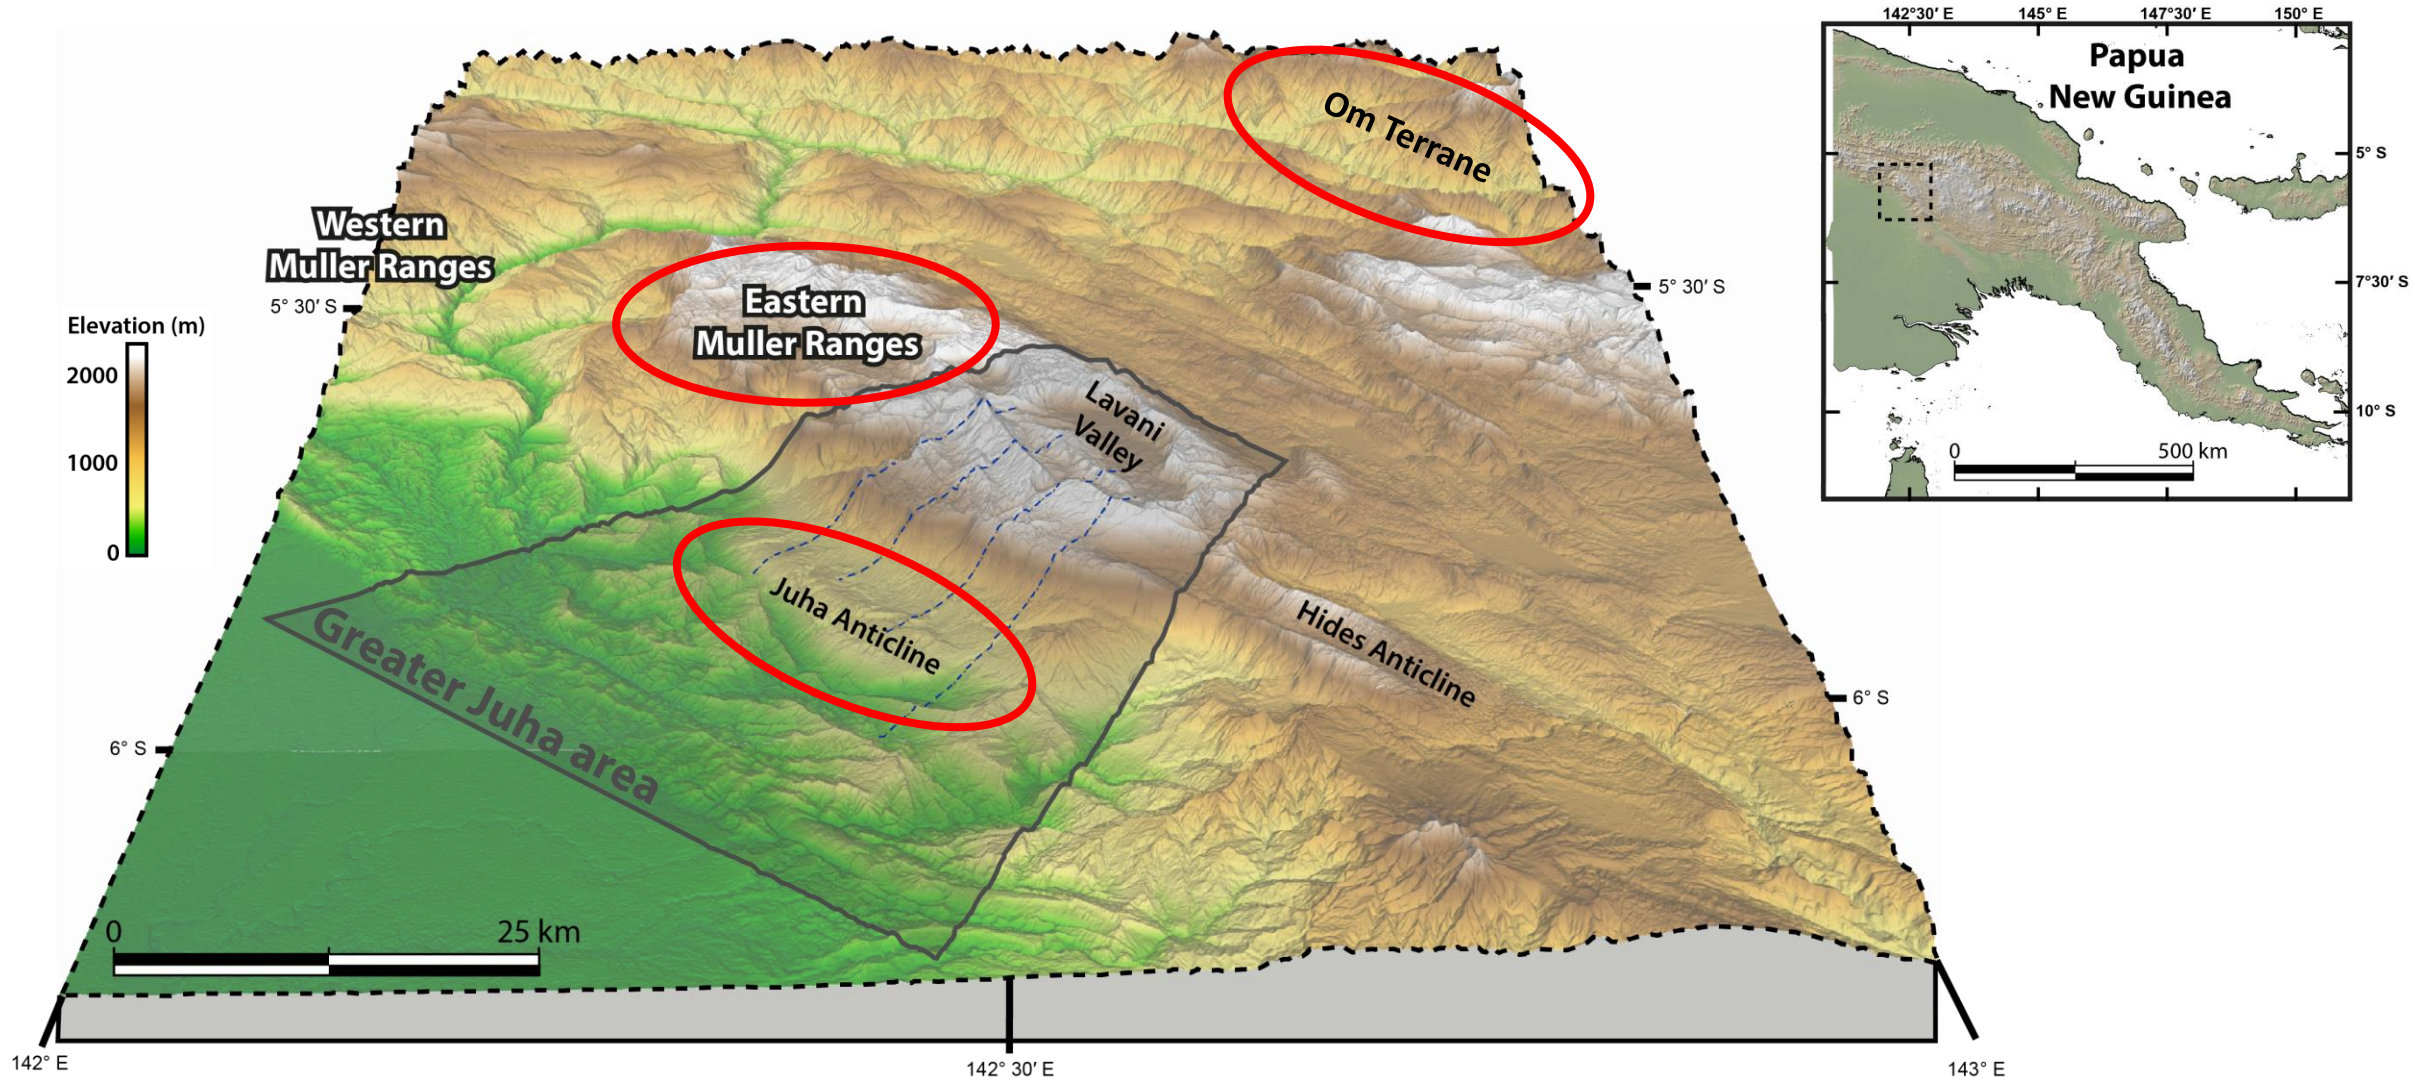 142°30′ E
145° E
147°30′ E
150° E
Papua
New Guinea
5° S
7°30′ S
10° S
0
500 km
Om Terrane
Western
Muller Ranges
5° 30′ S
5° 30′ S
Eastern
Muller Ranges
Elevation (m)
2000
1000
0
Lavani
Valley
Juha Anticline
Hides Anticline
Greater Juha area
6° S
6° S
0
25 km
142° E
142° 30′ E
143° E